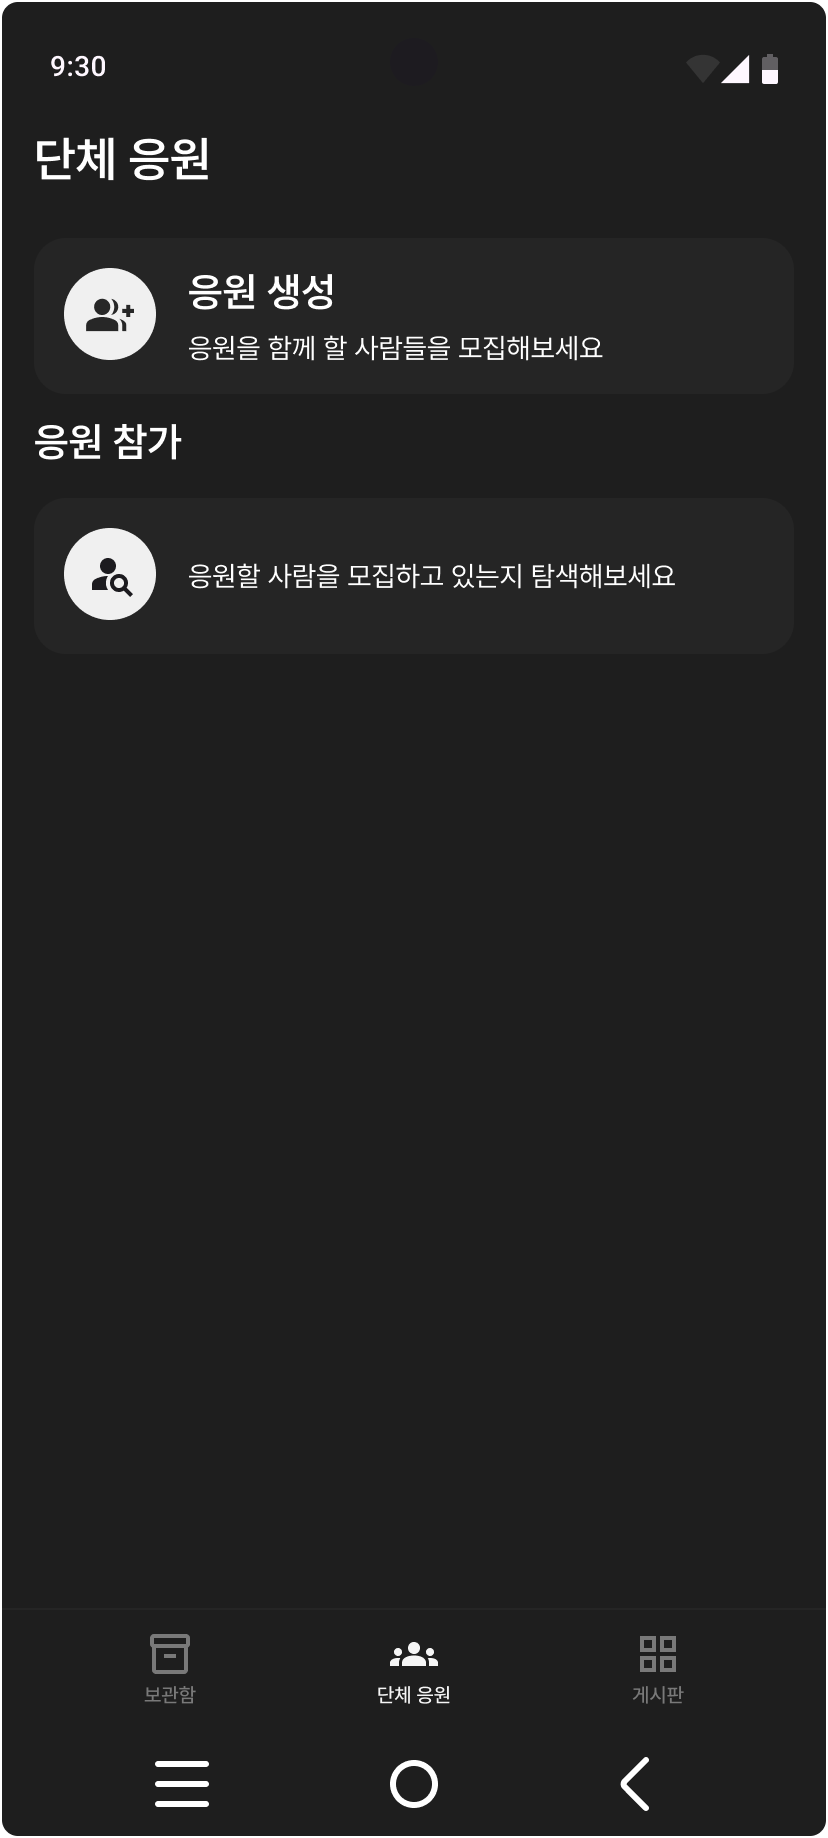 9:30
단체 응원
응원 생성
응원을 함께 할 사람들을 모집해보세요
응원 참가
응원할 사람을 모집하고 있는지 탐색해보세요
보관함
단체 응원
게시판